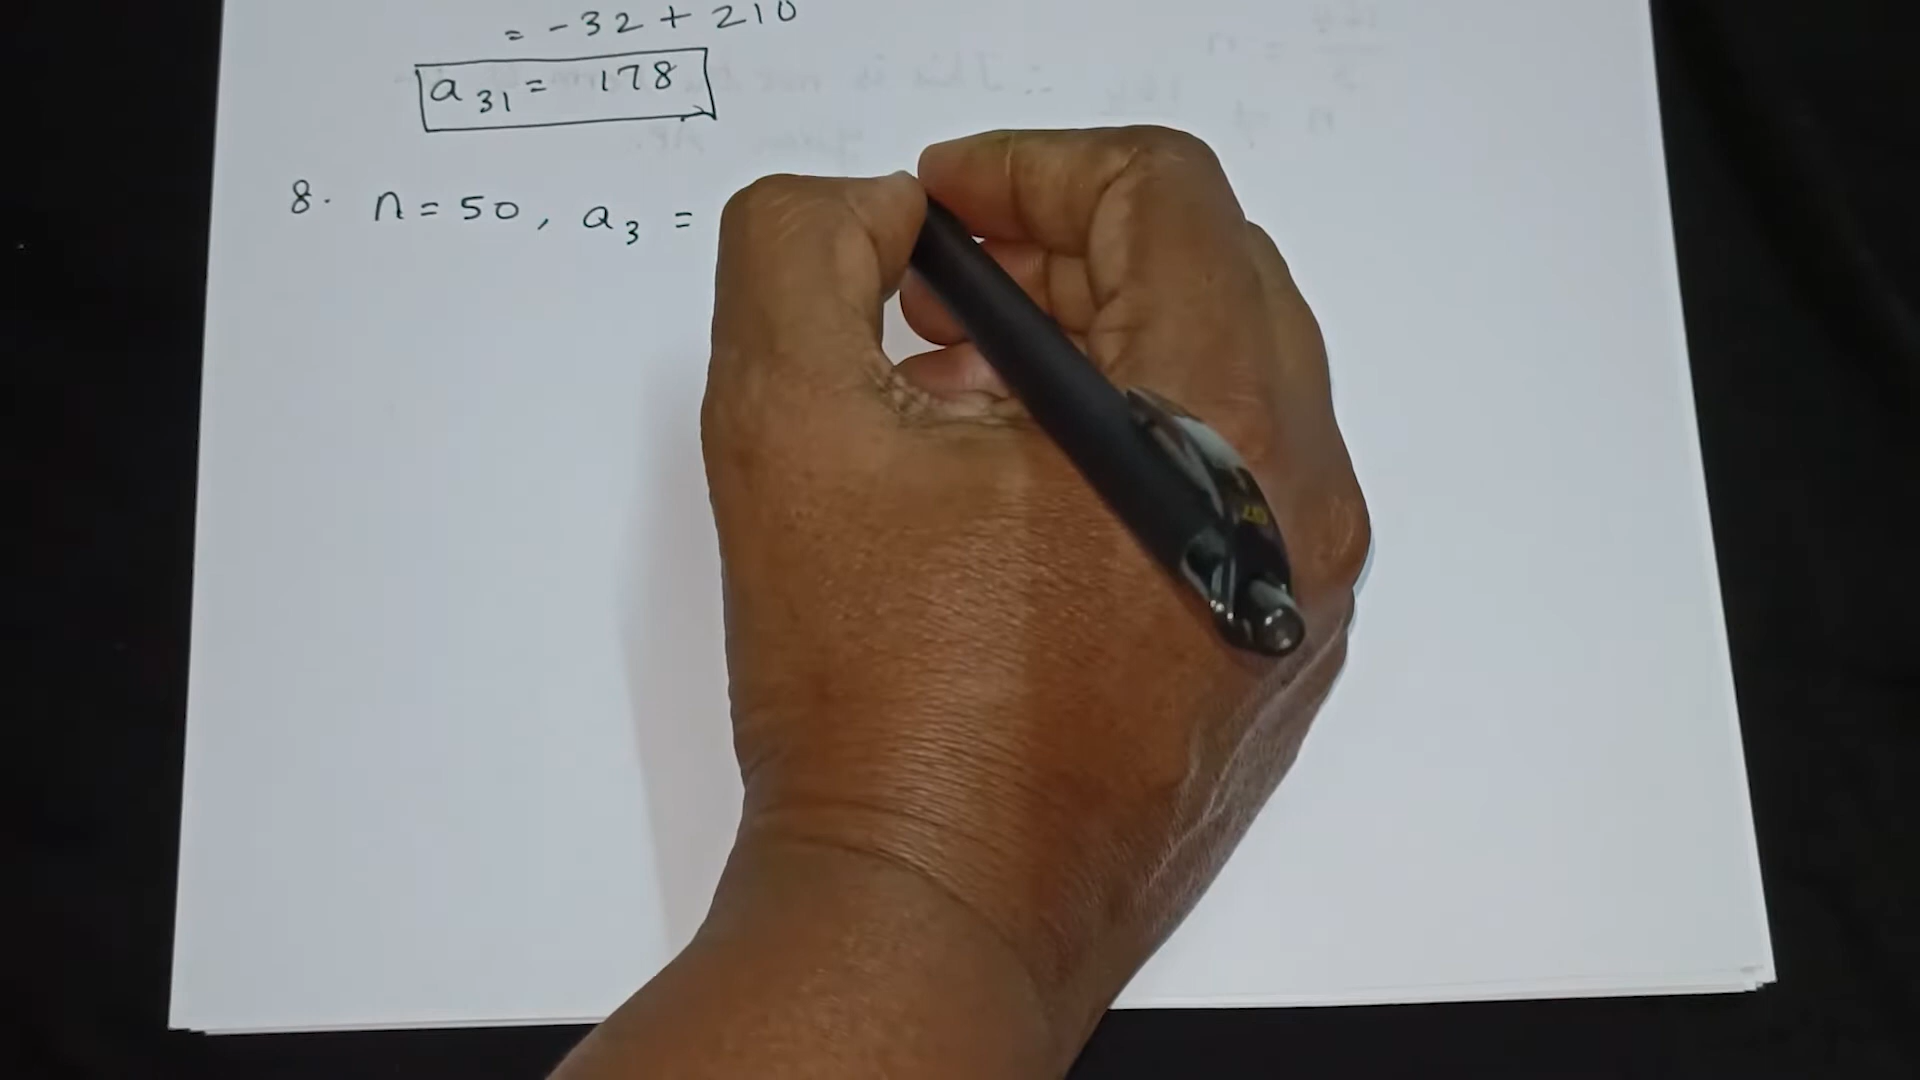 = -32 + 210
a31 = 178
8. n = 50, a3 =